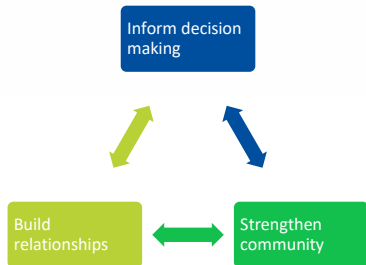 Inform decision
making
Build
relationships
Strengthen
community